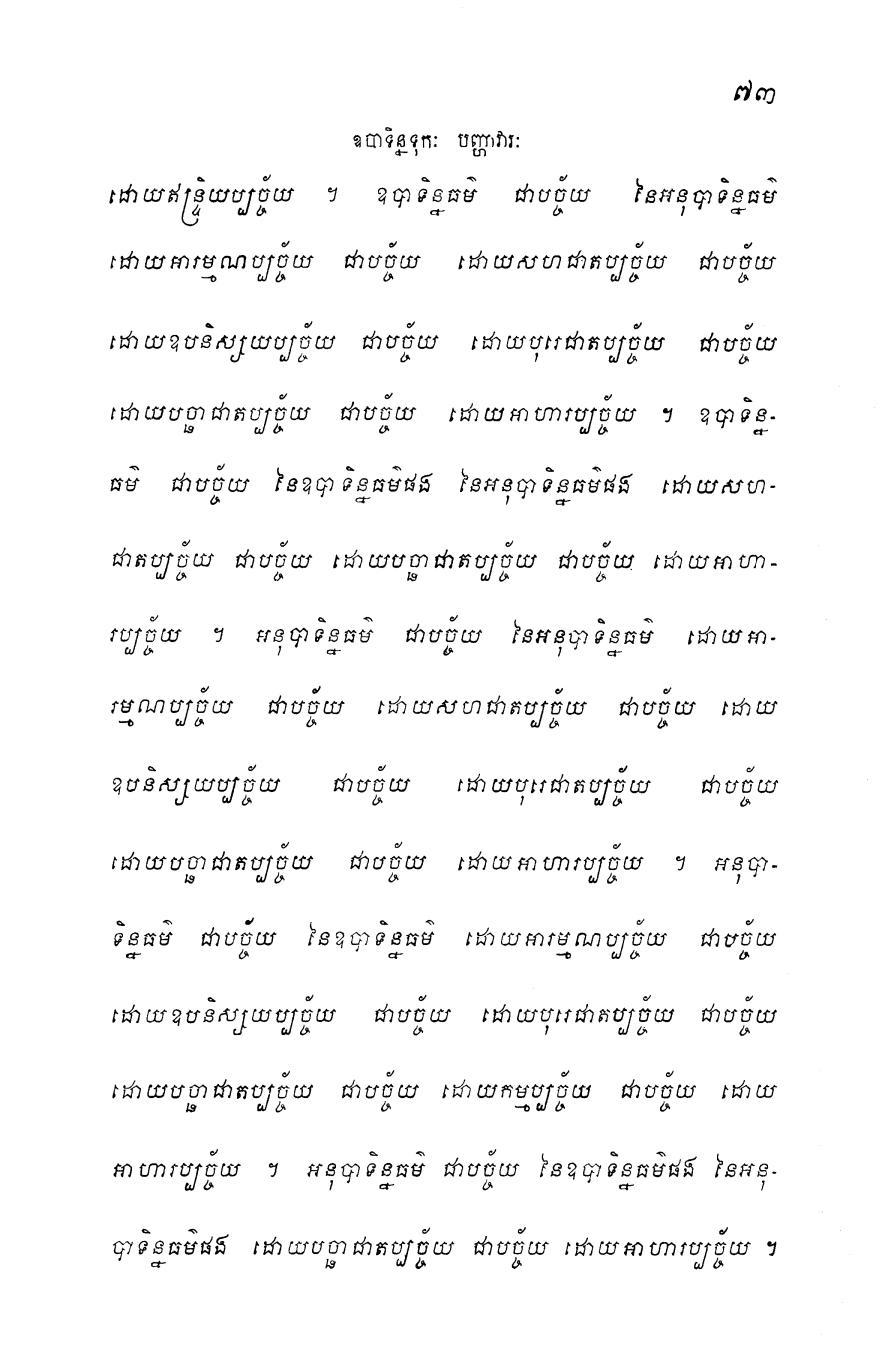 ៧៣
ឧបាទិន្នទុកៈ បញ្ហាវារៈ
ដោយឥន្ទ្រិយប្បច្ច័យ ។ ឧបាទិន្នធម៌ ជាបច្ច័យ នៃអនុបាទិន្នធម៌
ដោយអារម្មណប្បច្ច័យ ជាបច្ច័យ ដោយសហជាតប្បច្ច័យ ជាបច្ច័យ
ដោយឧបនិស្សយប្បច្ច័យ ជាបច្ច័យ ដោយបុរេជាតប្បច្ច័យ ជាបច្ច័យ
ដោយបច្ឆាជាតប្បច្ច័យ ជាបច្ច័យ ដោយអាហារប្បច្ច័យ ។ ឧបាទិន្ន-
ធម៌ ជាបច្ច័យ នៃឧបាទិន្នធម៌ផង នៃអនុបាទិន្នធម៌ផង ដោយសហ-
ជាតប្បច្ច័យ ជាបច្ច័យ ដោយបច្ឆាជាតប្បច្ច័យ ជាបច្ច័យ ដោយអាហា-
រប្បច្ច័យ ។ អនុបាទិន្នធម៌ ជាបច្ច័យ នៃអនុបាទិន្នធម៌ ដោយអា-
រម្មណប្បច្ច័យ ជាបច្ច័យ ដោយសហជាតប្បច្ច័យ ជាបច្ច័យ ដោយ
ឧបនិស្សយប្បច្ច័យ ជាបច្ច័យ ដោយបុរេជាតប្បច្ច័យ ជាបច្ច័យ
ដោយបច្ឆាជាតប្បច្ច័យ ជាបច្ច័យ ដោយអាហារប្បច្ច័យ ។ អនុបា-
ទិន្នធម៌ ជាបច្ច័យ នៃឧបាទិន្នធម៌ ដោយអារម្មណប្បច្ច័យ ជាបច្ច័យ
ដោយឧបនិស្សយប្បច្ច័យ ជាបច្ច័យ ដោយបុរេជាតប្បច្ច័យ ជាបច្ច័យ
ដោយបច្ឆាជាតប្បច្ច័យ ជាបច្ច័យ ដោយកម្មប្បច្ច័យ ជាបច្ច័យ ដោយ
អាហារប្បច្ច័យ ។ អនុបាទិន្នធម៌ ជាបច្ច័យ នៃឧបាទិន្នធម៌ផង នៃអនុ-
បាទិន្នធម៌ផង ដោយបច្ឆាជាតប្បច្ច័យ ជាបច្ច័យ ដោយអាហារប្បច្ច័យ ។